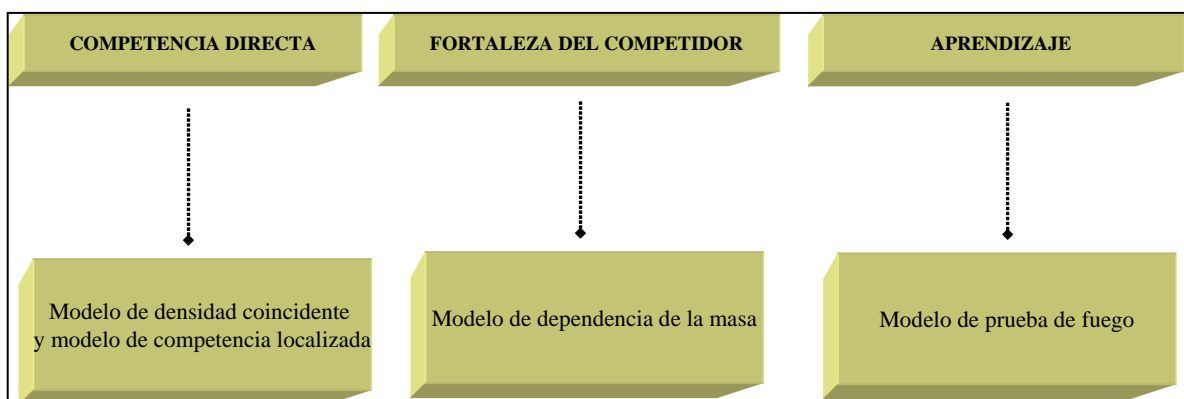 COMPETENCIA DIRECTA
FORTALEZA DEL COMPETIDOR
APRENDIZAJE
Modelo de densidad coincidente
y modelo de competencia localizada
Modelo de dependencia de la masa
Modelo de prueba de fuego